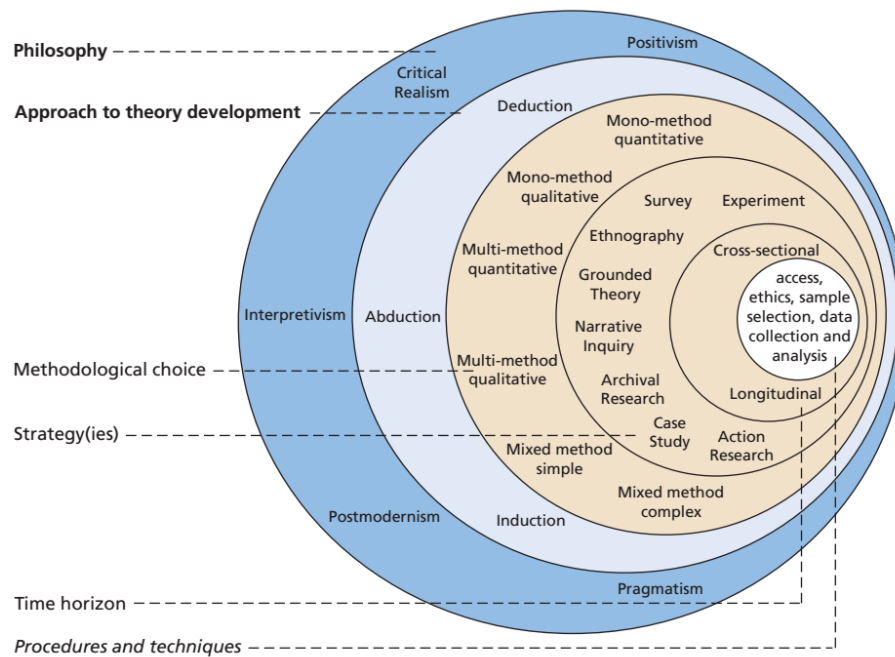 Philosophy
Positivism
Critical
Realism
Approach to theory development
Deduction
Mono-method
quantitative
Mono-method
qualitative
Survey
Experiment
Ethnography
Multi-method
quantitative
Cross-sectional
Grounded
Theory
access,
ethics, sample
selection, data
collection and
analysis
Interpretivism
Abduction
Narrative
Inquiry
Methodological choice
Multi-method
qualitative
Archival
Research
Longitudinal
Strategy(ies)
Case
Study
Action
Research
Mixed method
simple
Mixed method
complex
Postmodernism
Induction
Pragmatism
Time horizon
Procedures and techniques